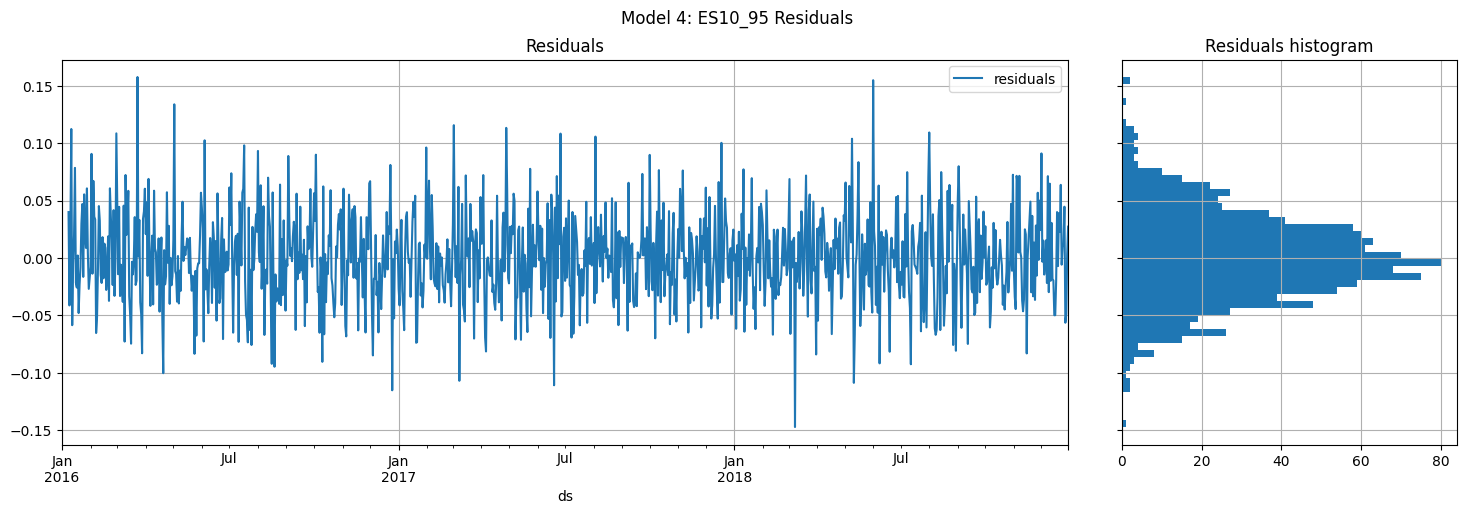 Model 4: ES10_95 Residuals
Residuals
residuals
0.15
0.10
0.05
0.00
−0.05
−0.10
−0.15
Jan
2016
Jul
Jan
2017
Jul
Jan
2018
Jul
ds
Residuals histogram
0
20
40
60
80